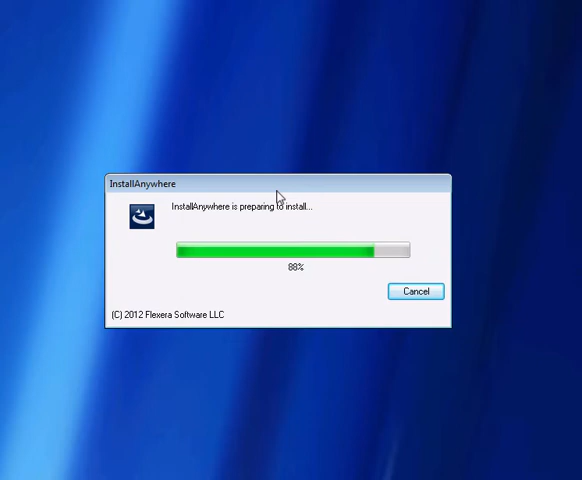 InstallAnywhere
InstallAnywhere is preparing to install...
88%
Cancel
(C) 2012 Flexera Software LLC